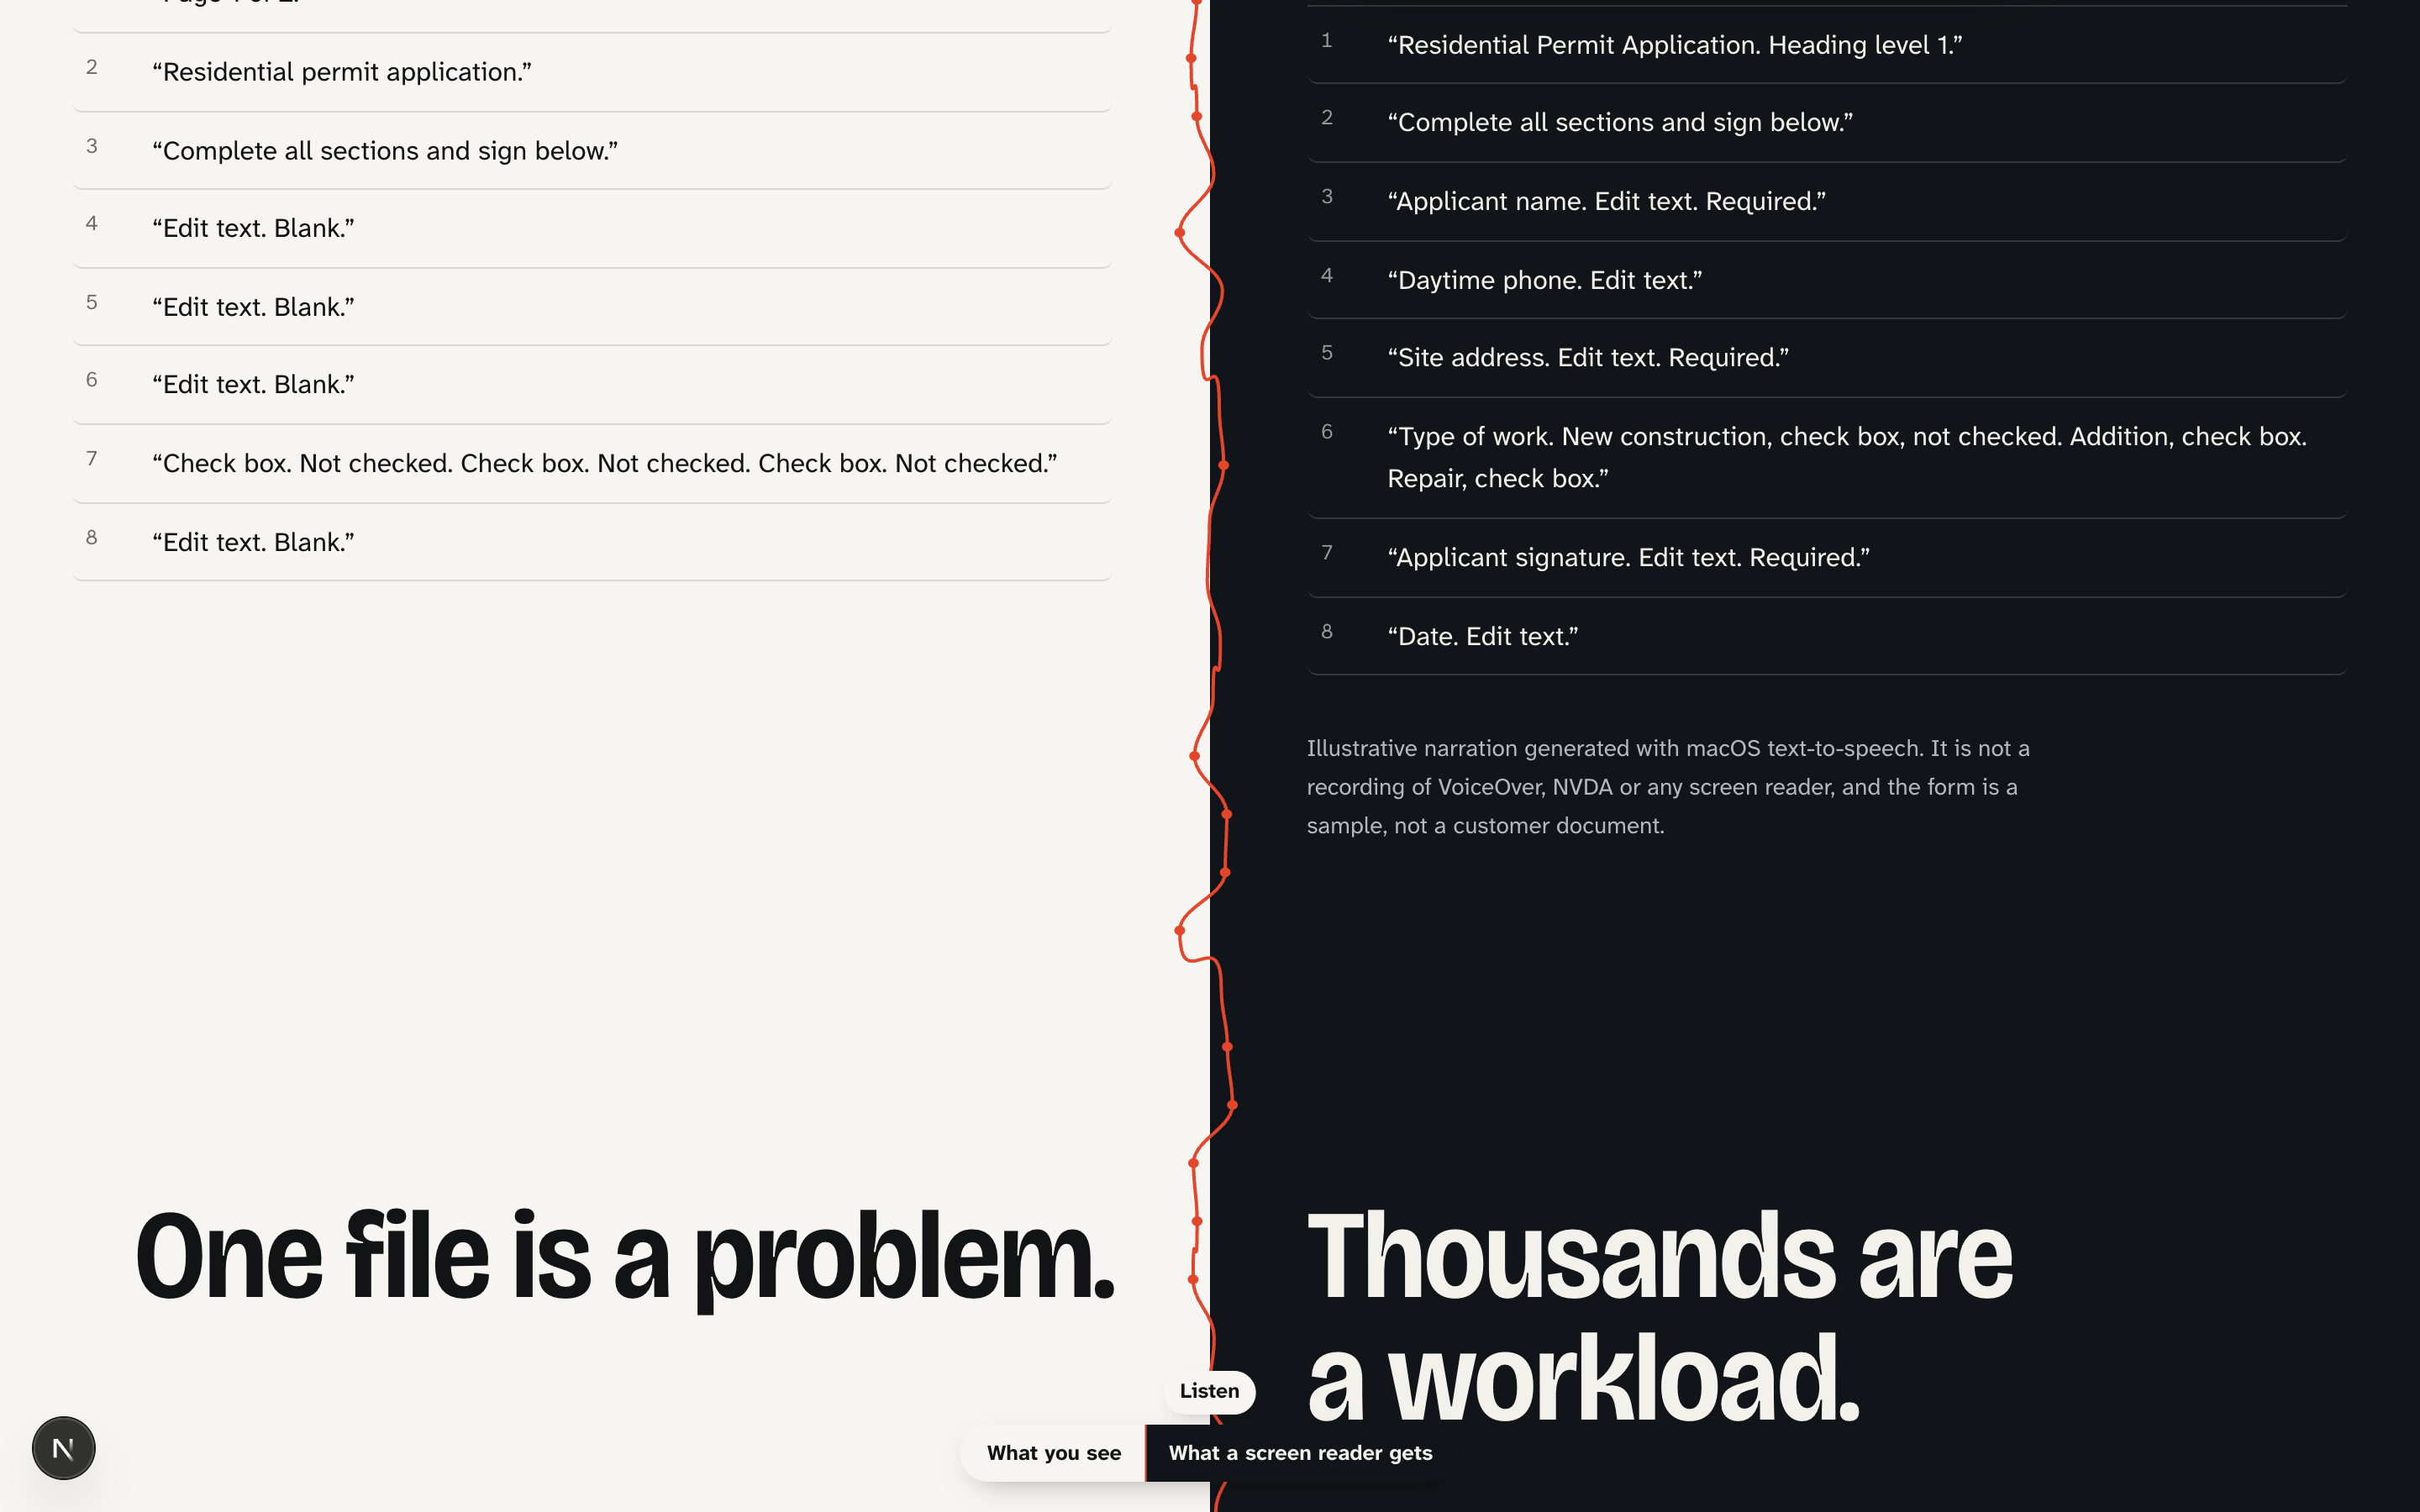 2 “Residential permit application.”
3 “Complete all sections and sign below.”
4 “Edit text. Blank.”
5 “Edit text. Blank.”
6 “Edit text. Blank.”
7 “Check box. Not checked. Check box. Not checked. Check box. Not checked.”
8 “Edit text. Blank.”
One file is a problem.
1 “Residential Permit Application. Heading level 1.”
2 “Complete all sections and sign below.”
3 “Applicant name. Edit text. Required.”
4 “Daytime phone. Edit text.”
5 “Site address. Edit text. Required.”
6 “Type of work. New construction, check box, not checked. Addition, check box.
Repair, check box.”
7 “Applicant signature. Edit text. Required.”
8 “Date. Edit text.”
Illustrative narration generated with macOS text-to-speech. It is not a
recording of VoiceOver, NVDA or any screen reader, and the form is a
sample, not a customer document.
Thousands are
a workload.
Listen
What you see
What a screen reader gets
N